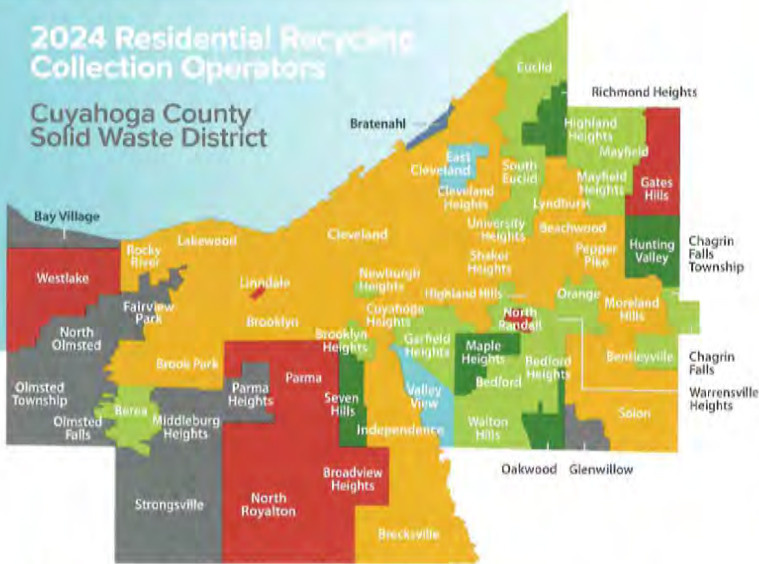 2024 Residential Recycling
Collection Operators
Cuyahoga County
Solid Waste District
Euclid
Richmond Heights
Bratenahl
Highland
Heights
Mayfield
East
Cleveland
South
Euclid
Mayfield
Heights
Gates
Mills
Cleveland
Heights
Lyndhurst
Bay Village
University
Heights
Beachwood
Rocky
River
Lakewood
Cleveland
Shaker
Heights
Pepper
Pike
Hunting
Valley
Chagrin
Falls
Township
Westlake
Linndale
Newburgh
Heights
Highland Hills
Orange
Moreland
Hills
Fairview
Park
Cuyahoga
Heights
North
Randall
North
Olmsted
Brooklyn
Brooklyn
Heights
Garfield
Heights
Maple
Heights
Bedford
Heights
Bentleyville
Chagrin
Falls
Brook Park
Parma
Bedford
Warrensville
Heights
Olmsted
Township
Parma
Heights
Seven
Hills
Valley
View
Solon
Olmsted
Falls
Berea
Middleburg
Heights
Independence
Walton
Hills
Oakwood
Glenwillow
Broadview
Heights
Strongsville
North
Royalton
Brecksville